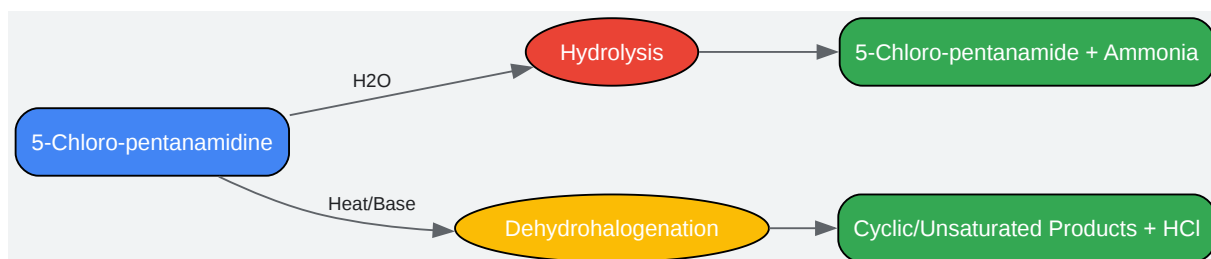 Hydrolysis
5-Chloro-pentanamide + Ammonia
H2O
5-Chloro-pentanamidine
Heat/Base
Dehydrohalogenation
Cyclic/Unsaturated Products + HCl